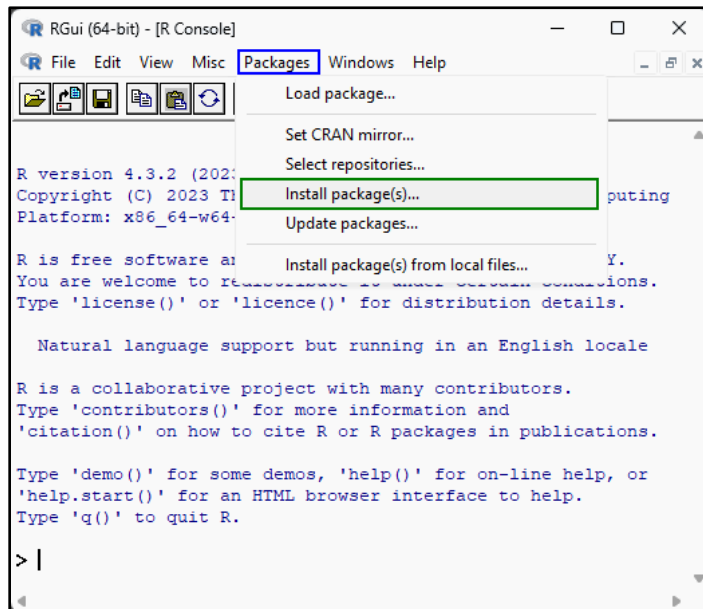 RGui (64-bit) - [R Console]
File Edit View Misc Packages Windows Help
Load package...
Set CRAN mirror...
Select repositories...
Install package(s)...
Update packages...
Install package(s) from local files...
R version 4.3.2 (202
Copyright (C) 2023 puting
Platform: x86_64-w64-
R is free software Y.
You are welcome to redistribute it under certain conditions.
Type 'license()' or 'licence()' for distribution details.
Natural language support but running in an English locale
R is a collaborative project with many contributors.
Type 'contributors()' for more information and
'citation()' on how to cite R or R packages in publications.
Type 'demo()' for some demos, 'help()' for on-line help, or
'help.start()' for an HTML browser interface to help.
Type 'q()' to quit R.
>